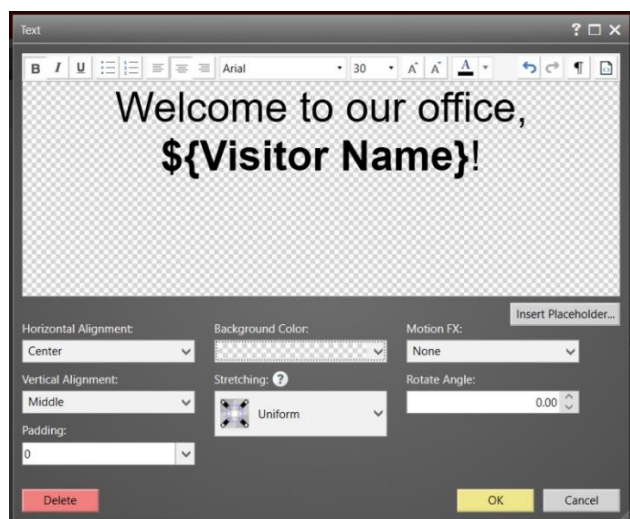 Text
B I U Arial 30 A A A
Welcome to our office,
${Visitor Name}!
Insert Placeholder...
Horizontal Alignment: Background Color: Motion FX:
Center None
Vertical Alignment: Stretching: ? Rotate Angle:
Middle Uniform 0.00
Padding:
0
Delete OK Cancel